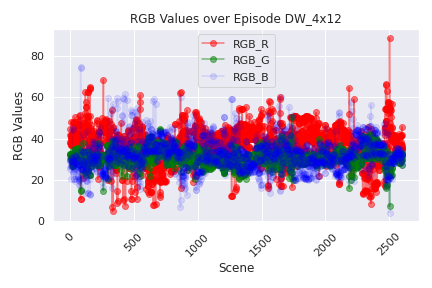 RGB Values over Episode DW_4x12
RGB_R
RGB_G
RGB_B
RGB Values
80
60
40
20
0
0
500
1000
1500
2000
2500
Scene